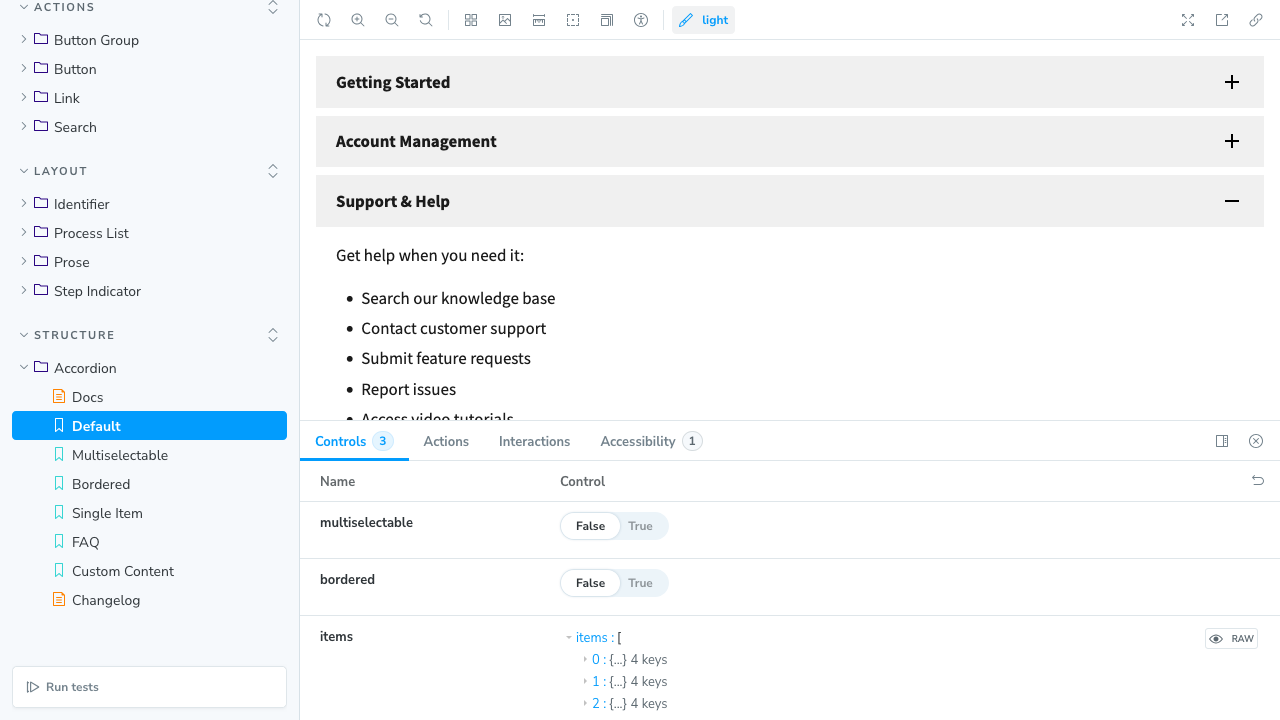 ACTIONS
Button Group
Button
Link
Search
LAYOUT
Identifier
Process List
Prose
Step Indicator
STRUCTURE
Accordion
Docs
Default
Multiselectable
Bordered
Single Item
FAQ
Custom Content
Changelog
Run tests
light
Getting Started
Account Management
Support & Help
Get help when you need it:
Search our knowledge base
Contact customer support
Submit feature requests
Report issues
Access video tutorials
Controls 3 Actions Interactions Accessibility 1
Name Control
multiselectable False True
bordered False True
items items : [ RAW
0 : {...} 4 keys
1 : {...} 4 keys
2 : {...} 4 keys